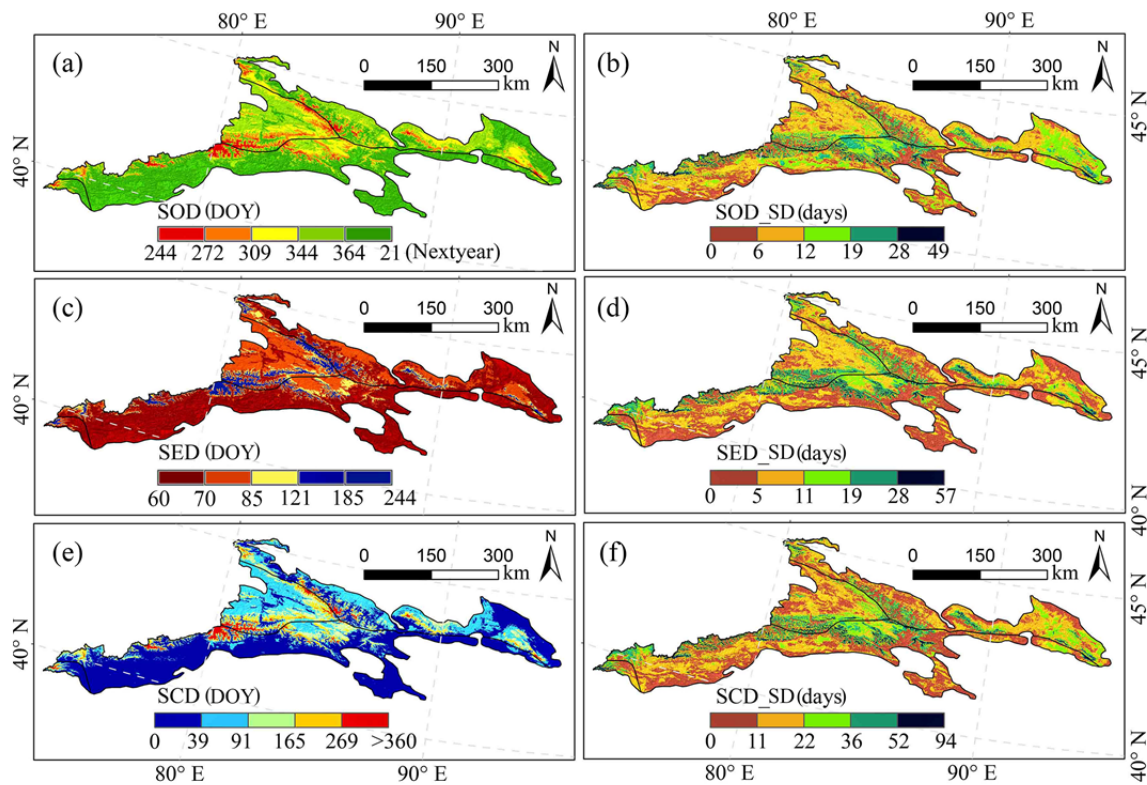 80° E 90° E 80° E 90° E
(a) N 0 150 300 km
SOD (DOY)
244 272 309 344 364 21 (Nextyear)
40° N
(b) N 0 150 300 km
SOD_SD (days)
0 6 12 19 28 49
45° N
(c) N 0 150 300 km
SED (DOY)
60 70 85 121 185 244
40° N
(d) N 0 150 300 km
SED_SD (days)
0 5 11 19 28 57
45° N
40° N
(e) N 0 150 300 km
SCD (DOY)
0 39 91 165 269 >360
40° N
(f) N 0 150 300 km
SCD_SD (days)
0 11 22 36 52 94
45° N
40° N
80° E 90° E 80° E 90° E